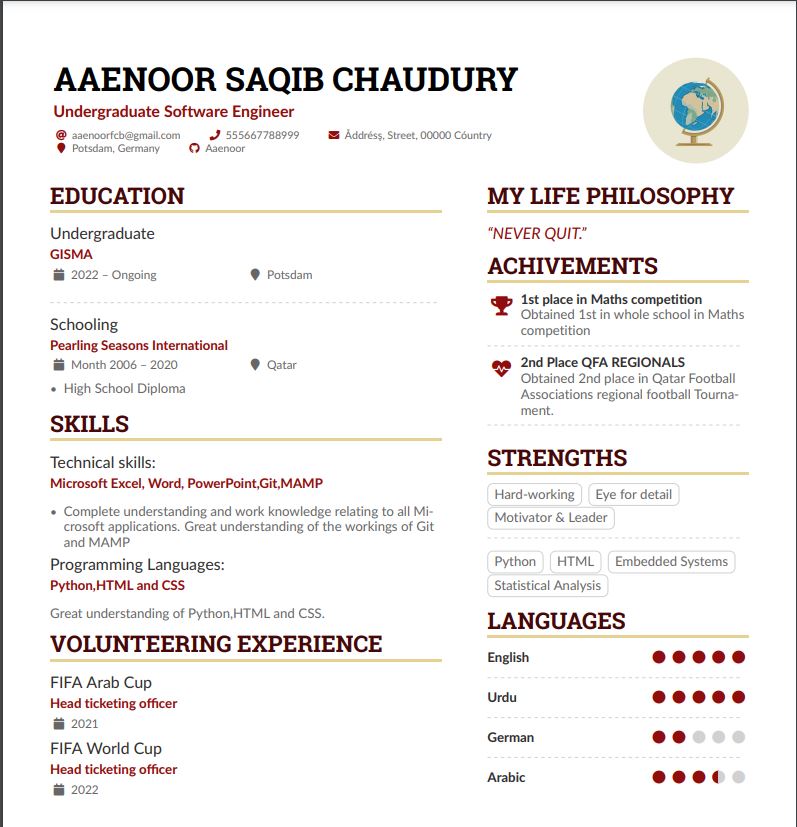 AAENOOR SAQIB CHAUDURY
Undergraduate Software Engineer
aaenoorfcb@gmail.com 555667788999 Åddrésş, Street, 00000 Cóuntry
Potsdam, Germany Aaenoor
EDUCATION
Undergraduate
GISMA
2022 – Ongoing Potsdam
Schooling
Pearling Seasons International
Month 2006 – 2020 Qatar
• High School Diploma
SKILLS
Technical skills:
Microsoft Excel, Word, PowerPoint,Git,MAMP
• Complete understanding and work knowledge relating to all Mi-
crosoft applications. Great understanding of the workings of Git
and MAMP
Programming Languages:
Python,HTML and CSS
Great understanding of Python,HTML and CSS.
VOLUNTEERING EXPERIENCE
FIFA Arab Cup
Head ticketing officer
2021
FIFA World Cup
Head ticketing officer
2022
MY LIFE PHILOSOPHY
“NEVER QUIT.”
ACHIVEMENTS
1st place in Maths competition
Obtained 1st in whole school in Maths
competition
2nd Place QFA REGIONALS
Obtained 2nd place in Qatar Football
Associations regional football Tourna-
ment.
STRENGTHS
Hard-working Eye for detail
Motivator & Leader
Python HTML Embedded Systems
Statistical Analysis
LANGUAGES
English
Urdu
German
Arabic